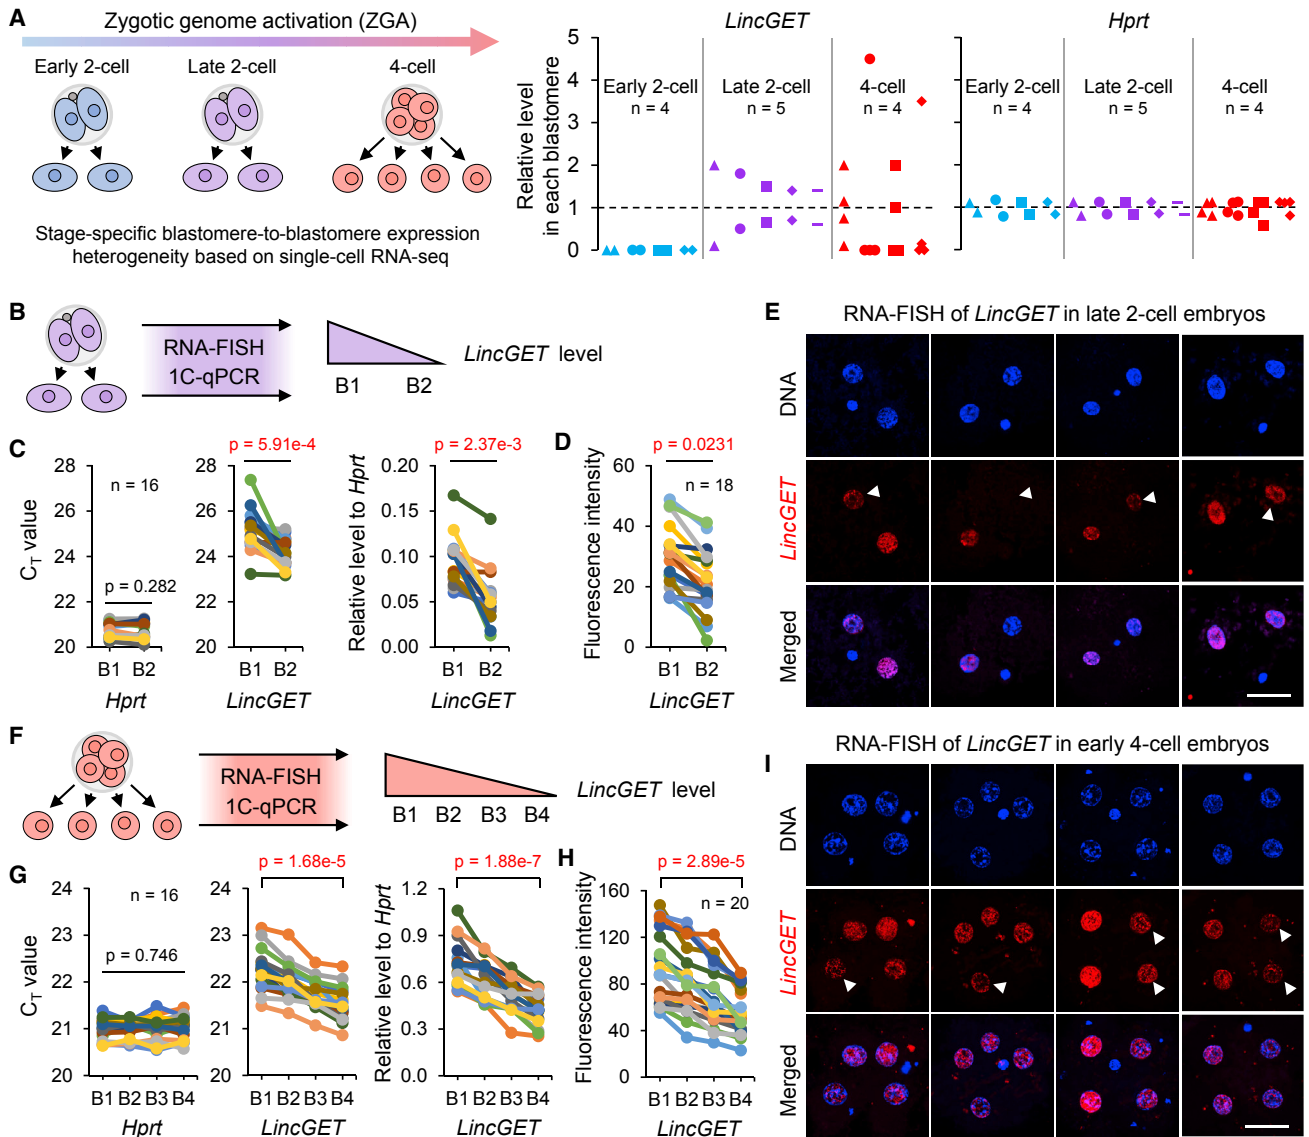 A
Zygotic genome activation (ZGA)
Early 2-cell
Late 2-cell
4-cell
Stage-specific blastomere-to-blastomere expression
heterogeneity based on single-cell RNA-seq
LincGET
Hprt
Relative level
in each blastomere
5
4
3
2
1
0
Early 2-cell
n = 4
Late 2-cell
n = 5
4-cell
n = 4
Early 2-cell
n = 4
Late 2-cell
n = 5
4-cell
n = 4
B
RNA-FISH
1C-qPCR
B1
B2
LincGET level
C
CT value
28
26
24
22
20
n = 16
p = 0.282
B1 B2
Hprt
p = 5.91e-4
28
26
24
22
20
B1 B2
LincGET
p = 2.37e-3
Relative level to Hprt
0.20
0.15
0.10
0.05
0.00
B1 B2
LincGET
D
p = 0.0231
Fluorescence intensity
60
40
20
0
n = 18
B1 B2
LincGET
E
RNA-FISH of LincGET in late 2-cell embryos
DNA
LincGET
Merged
F
RNA-FISH
1C-qPCR
B1 B2 B3 B4
LincGET level
G
CT value
24
23
22
21
20
n = 16
p = 0.746
B1 B2 B3 B4
Hprt
p = 1.68e-5
24
23
22
21
20
B1 B2 B3 B4
LincGET
p = 1.88e-7
Relative level to Hprt
1.2
0.9
0.6
0.3
0.0
B1 B2 B3 B4
LincGET
H
p = 2.89e-5
Fluorescence intensity
160
120
80
40
0
n = 20
B1 B2 B3 B4
LincGET
I
RNA-FISH of LincGET in early 4-cell embryos
DNA
LincGET
Merged